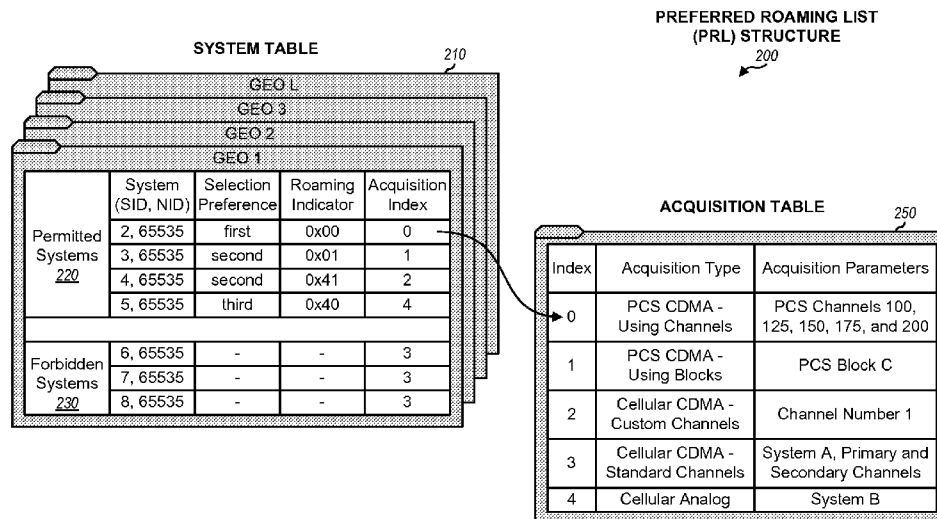 PREFERRED ROAMING LIST
(PRL) STRUCTURE
200
SYSTEM TABLE
210
GEO L
GEO 3
GEO 2
GEO 1
System (SID, NID) Selection Preference Roaming Indicator Acquisition Index
Permitted Systems 220
2, 65535 first 0x00 0
3, 65535 second 0x01 1
4, 65535 second 0x41 2
5, 65535 third 0x40 4
Forbidden Systems 230
6, 65535 - - 3
7, 65535 - - 3
8, 65535 - - 3
ACQUISITION TABLE
250
Index Acquisition Type Acquisition Parameters
0 PCS CDMA - Using Channels PCS Channels 100, 125, 150, 175, and 200
1 PCS CDMA - Using Blocks PCS Block C
2 Cellular CDMA - Custom Channels Channel Number 1
3 Cellular CDMA - Standard Channels System A, Primary and Secondary Channels
4 Cellular Analog System B